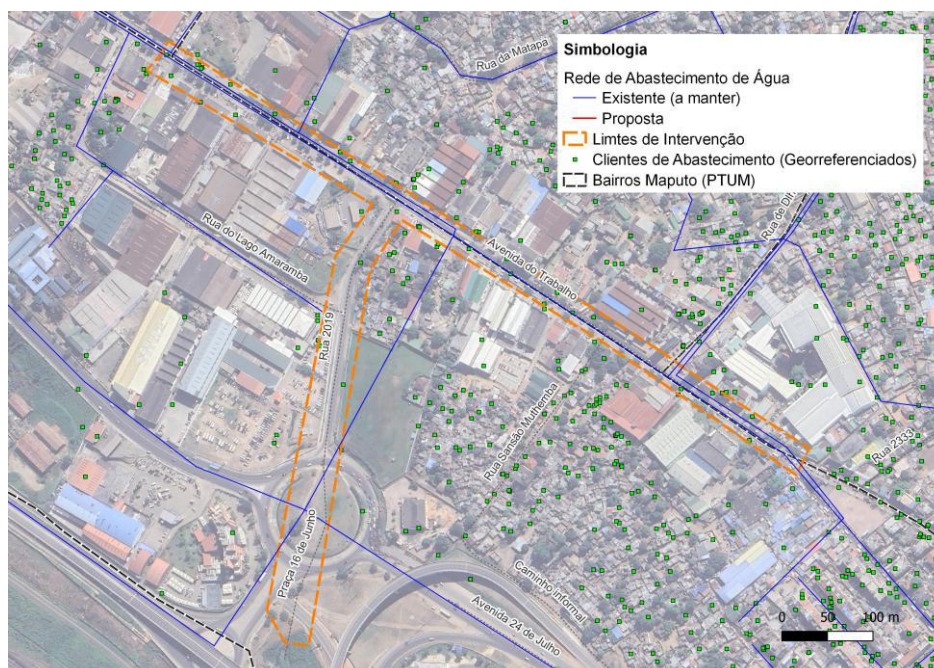 Rua da Matapa
Simbologia
Rede de Abastecimento de Água
Existente (a manter)
Proposta
Limtes de Intervenção
Clientes de Abastecimento (Georreferenciados)
Bairros Maputo (PTUM)
Rua de
Rua do Lago Amaramba
Avenida do Trabalho
Rua 2019
Rua Sansão Muthemba
Rua 2333
Praça 16 de Junho
Caminho Informal
Avenida 24 de Julho
0 50 100 m